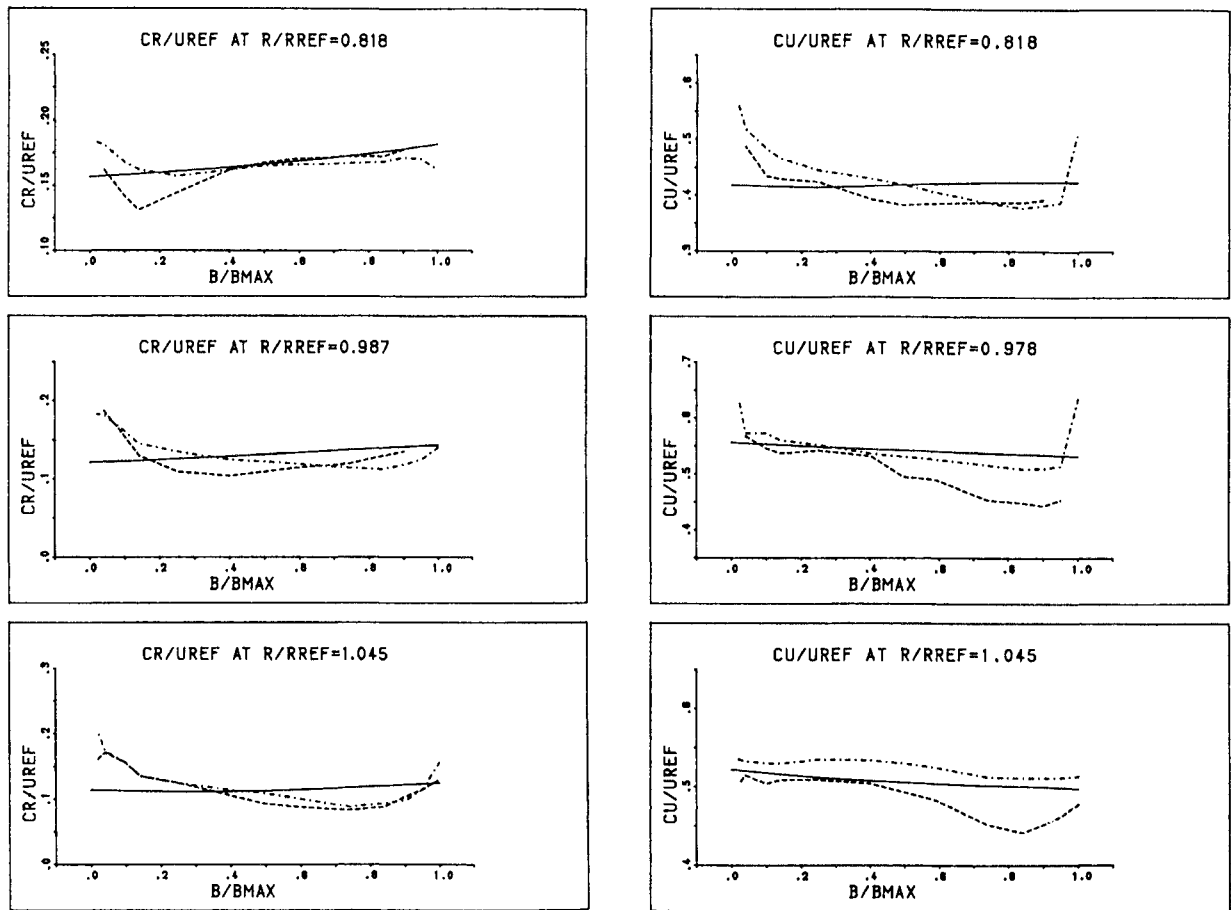 CR/UREF AT R/RREF=0.818
.25
.20
.15
.10
CR/UREF
.0 .2 .4 .6 .8 1.0
B/BMAX
CU/UREF AT R/RREF=0.818
.6
.5
.4
.3
CU/UREF
.0 .2 .4 .6 .8 1.0
B/BMAX
CR/UREF AT R/RREF=0.987
.2
.1
.0
CR/UREF
.0 .2 .4 .6 .8 1.0
B/BMAX
CU/UREF AT R/RREF=0.978
.7
.6
.5
.4
CU/UREF
.0 .2 .4 .6 .8 1.0
B/BMAX
CR/UREF AT R/RREF=1.045
.3
.2
.1
.0
CR/UREF
.0 .2 .4 .6 .8 1.0
B/BMAX
CU/UREF AT R/RREF=1.045
.6
.5
.4
CU/UREF
.0 .2 .4 .6 .8 1.0
B/BMAX